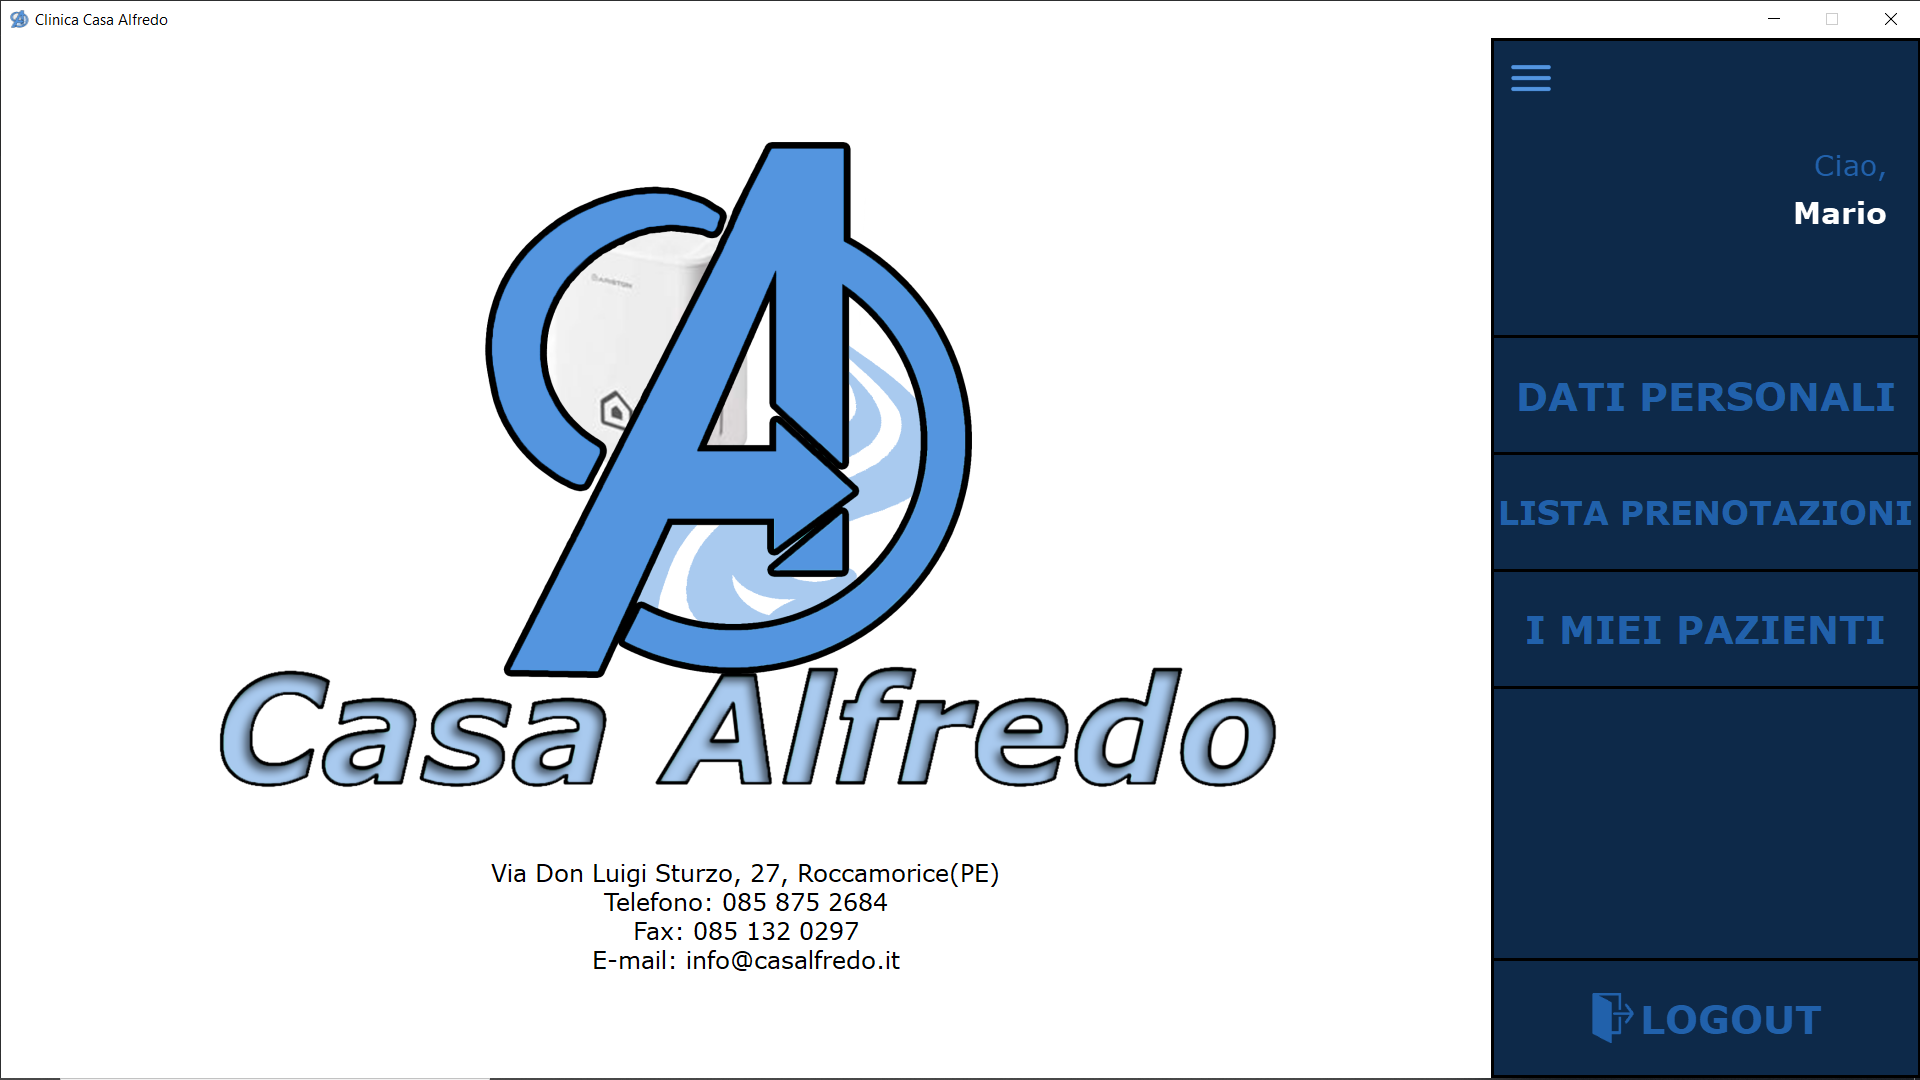 Clinica Casa Alfredo
Ciao,
Mario
ARISTON
DATI PERSONALI
LISTA PRENOTAZIONI
I MIEI PAZIENTI
Casa Alfredo
Via Don Luigi Sturzo, 27, Roccamorice(PE)
Telefono: 085 875 2684
Fax: 085 132 0297
E-mail: info@casalfredo.it
LOGOUT